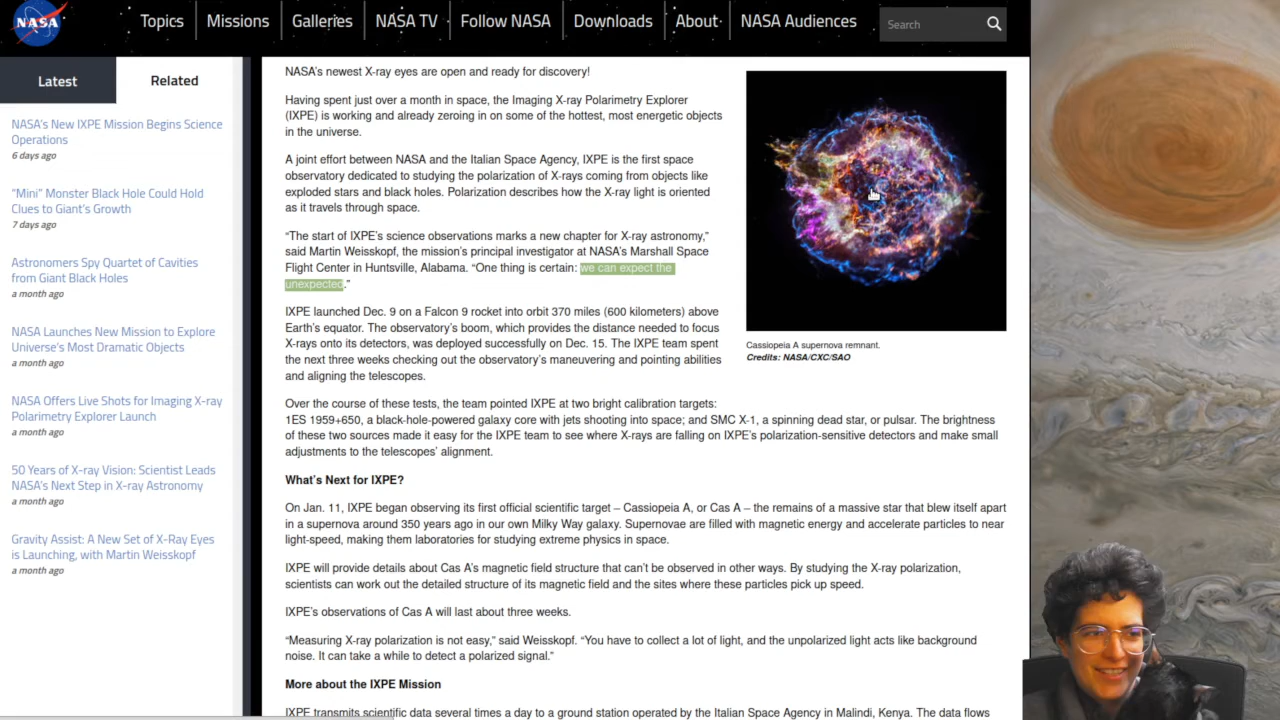 NASA
Topics
Missions
Galleries
NASA TV
Follow NASA
Downloads
About
NASA Audiences
Search
Latest
Related
NASA's New IXPE Mission Begins Science
Operations
6 days ago
"Mini" Monster Black Hole Could Hold
Clues to Giant's Growth
7 days ago
Astronomers Spy Quartet of Cavities
from Giant Black Holes
a month ago
NASA Launches New Mission to Explore
Universe's Most Dramatic Objects
a month ago
NASA Offers Live Shots for Imaging X-ray
Polarimetry Explorer Launch
a month ago
50 Years of X-ray Vision: Scientist Leads
NASA's Next Step in X-ray Astronomy
a month ago
Gravity Assist: A New Set of X-Ray Eyes
is Launching, with Martin Weisskopf
a month ago
NASA's newest X-ray eyes are open and ready for discovery!
Having spent just over a month in space, the Imaging X-ray Polarimetry Explorer
(IXPE) is working and already zeroing in on some of the hottest, most energetic objects
in the universe.
A joint effort between NASA and the Italian Space Agency, IXPE is the first space
observatory dedicated to studying the polarization of X-rays coming from objects like
exploded stars and black holes. Polarization describes how the X-ray light is oriented
as it travels through space.
"The start of IXPE's science observations marks a new chapter for X-ray astronomy,"
said Martin Weisskopf, the mission's principal investigator at NASA's Marshall Space
Flight Center in Huntsville, Alabama. "One thing is certain: we can expect the
unexpected."
IXPE launched Dec. 9 on a Falcon 9 rocket into orbit 370 miles (600 kilometers) above
Earth's equator. The observatory's boom, which provides the distance needed to focus
X-rays onto its detectors, was deployed successfully on Dec. 15. The IXPE team spent
the next three weeks checking out the observatory's maneuvering and pointing abilities
and aligning the telescopes.
Cassiopeia A supernova remnant.
Credits: NASA/CXC/SAO
Over the course of these tests, the team pointed IXPE at two bright calibration targets:
1ES 1959+650, a black-hole-powered galaxy core with jets shooting into space; and SMC X-1, a spinning dead star, or pulsar. The brightness
of these two sources made it easy for the IXPE team to see where X-rays are falling on IXPE's polarization-sensitive detectors and make small
adjustments to the telescopes' alignment.
What's Next for IXPE?
On Jan. 11, IXPE began observing its first official scientific target – Cassiopeia A, or Cas A – the remains of a massive star that blew itself apart
in a supernova around 350 years ago in our own Milky Way galaxy. Supernovae are filled with magnetic energy and accelerate particles to near
light-speed, making them laboratories for studying extreme physics in space.
IXPE will provide details about Cas A's magnetic field structure that can't be observed in other ways. By studying the X-ray polarization,
scientists can work out the detailed structure of its magnetic field and the sites where these particles pick up speed.
IXPE's observations of Cas A will last about three weeks.
"Measuring X-ray polarization is not easy," said Weisskopf. "You have to collect a lot of light, and the unpolarized light acts like background
noise. It can take a while to detect a polarized signal."
More about the IXPE Mission
IXPE transmits scientific data several times a day to a ground station operated by the Italian Space Agency in Malindi, Kenya. The data flows